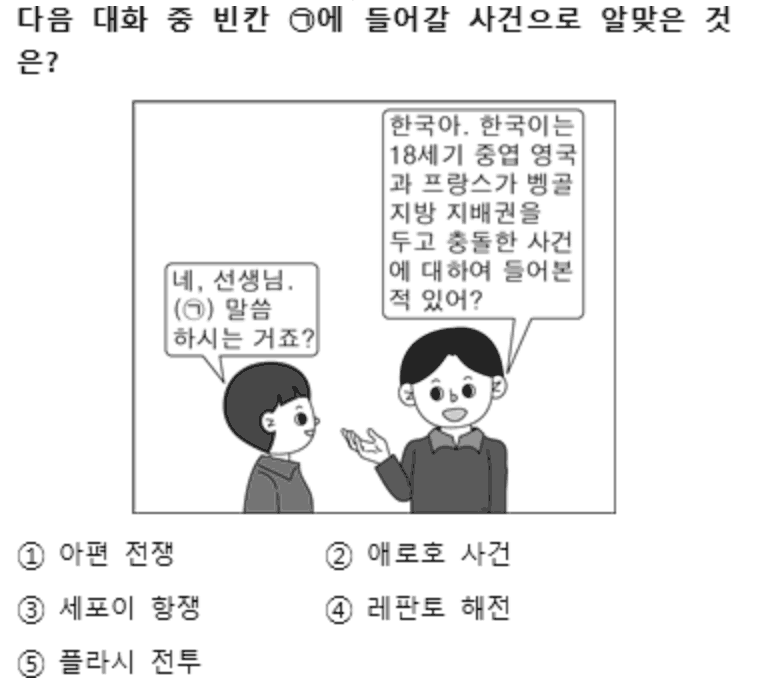 다음 대화 중 빈칸 ㉠에 들어갈 사건으로 알맞은 것
은?
한국아. 한국이는
18세기 중엽 영국
과 프랑스가 벵골
지방 지배권을
두고 충돌한 사건
에 대하여 들어본
적 있어?
네, 선생님.
(㉠) 말씀
하시는 거죠?
① 아편 전쟁
② 애로호 사건
③ 세포이 항쟁
④ 레판토 해전
⑤ 플라시 전투